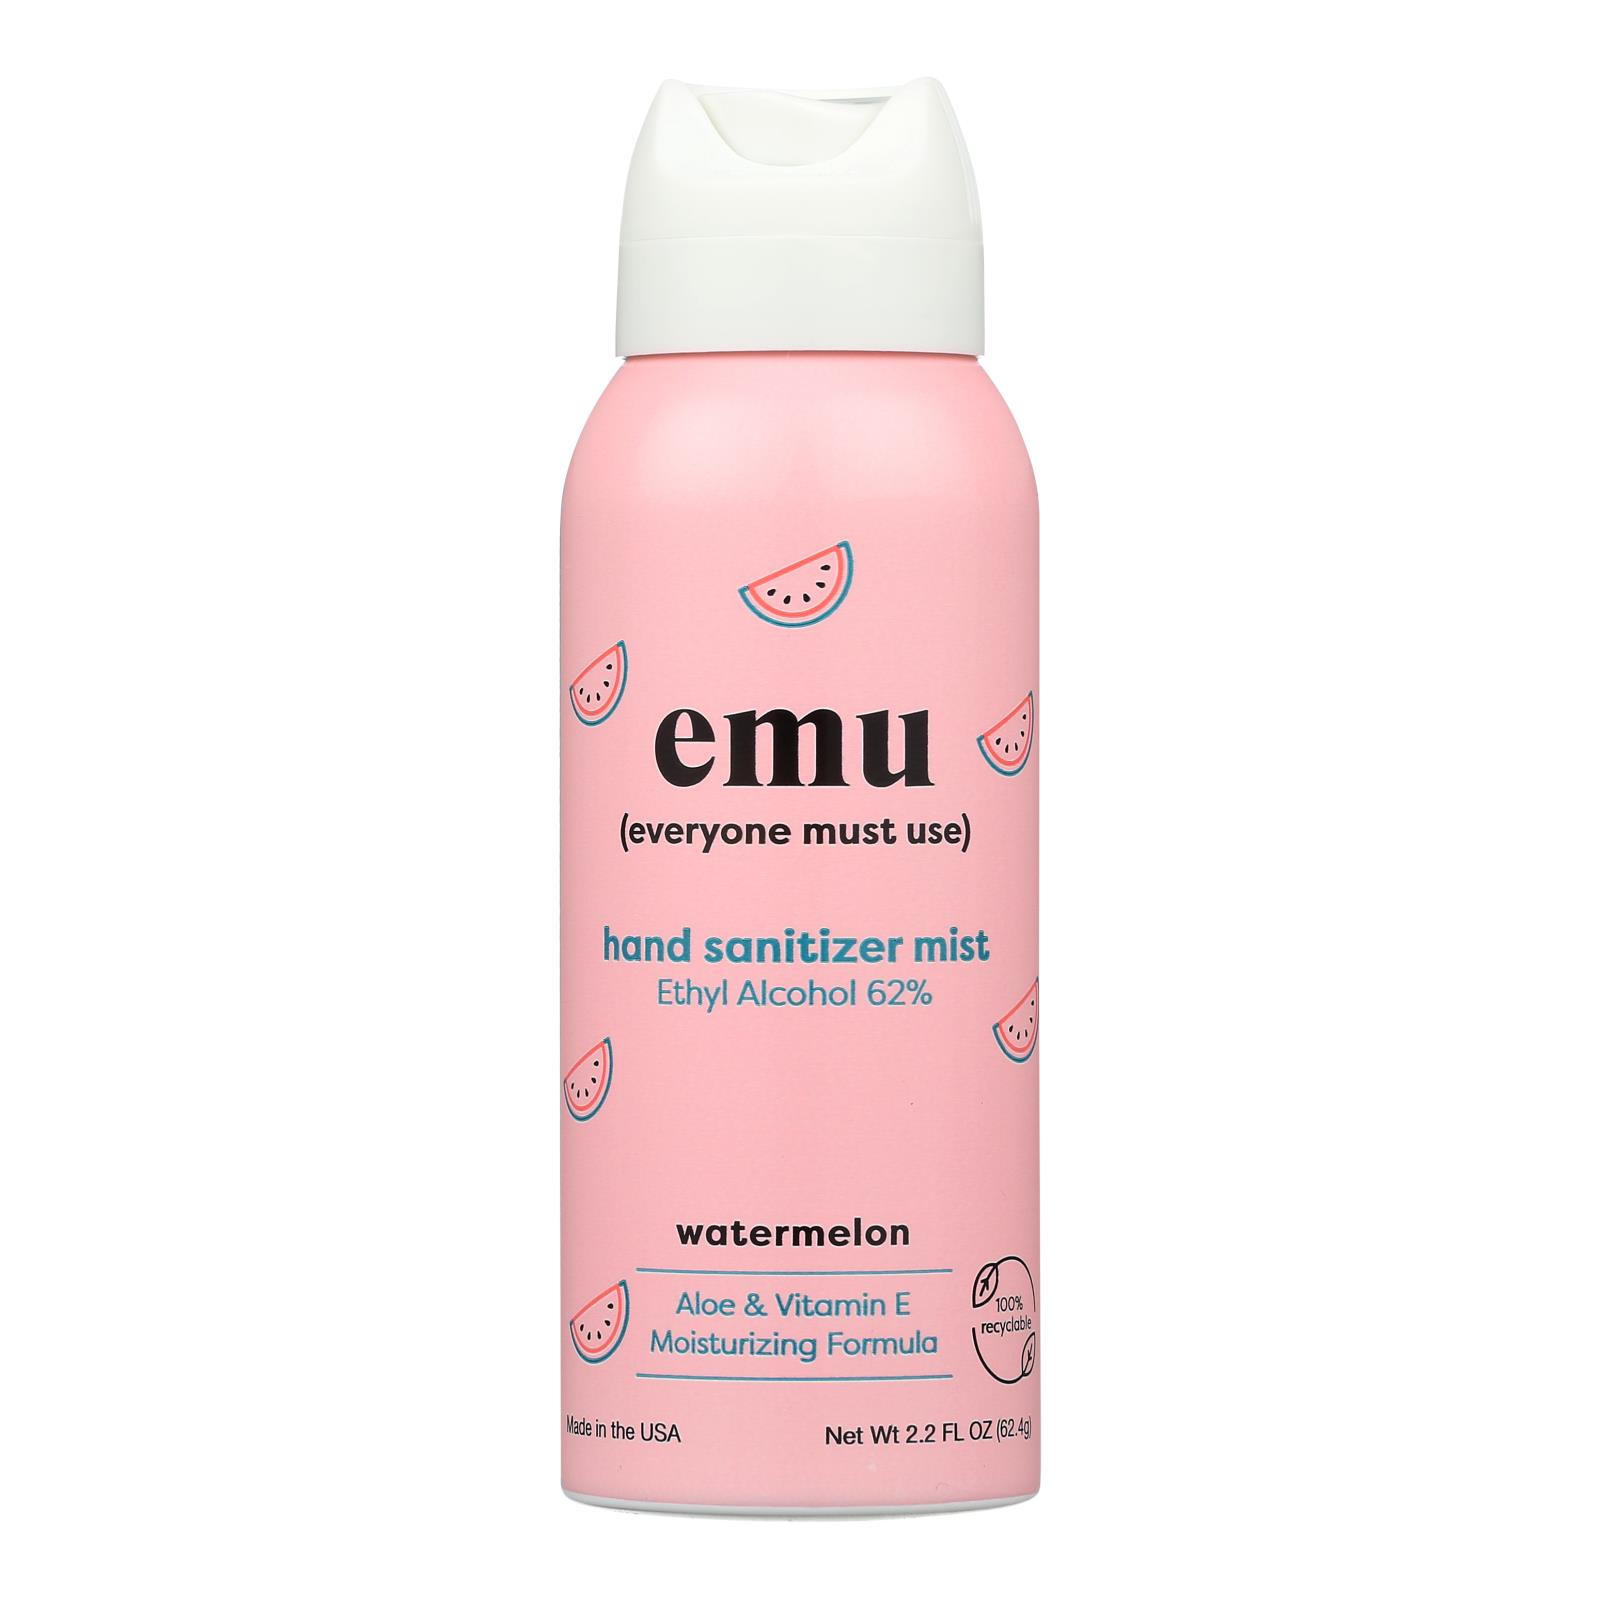 emu
(everyone must use)
hand sanitizer mist
Ethyl Alcohol 62%
watermelon
Aloe & Vitamin E
Moisturizing Formula
100%
recyclable
Made in the USA
Net Wt 2.2 FL OZ (62.4g)